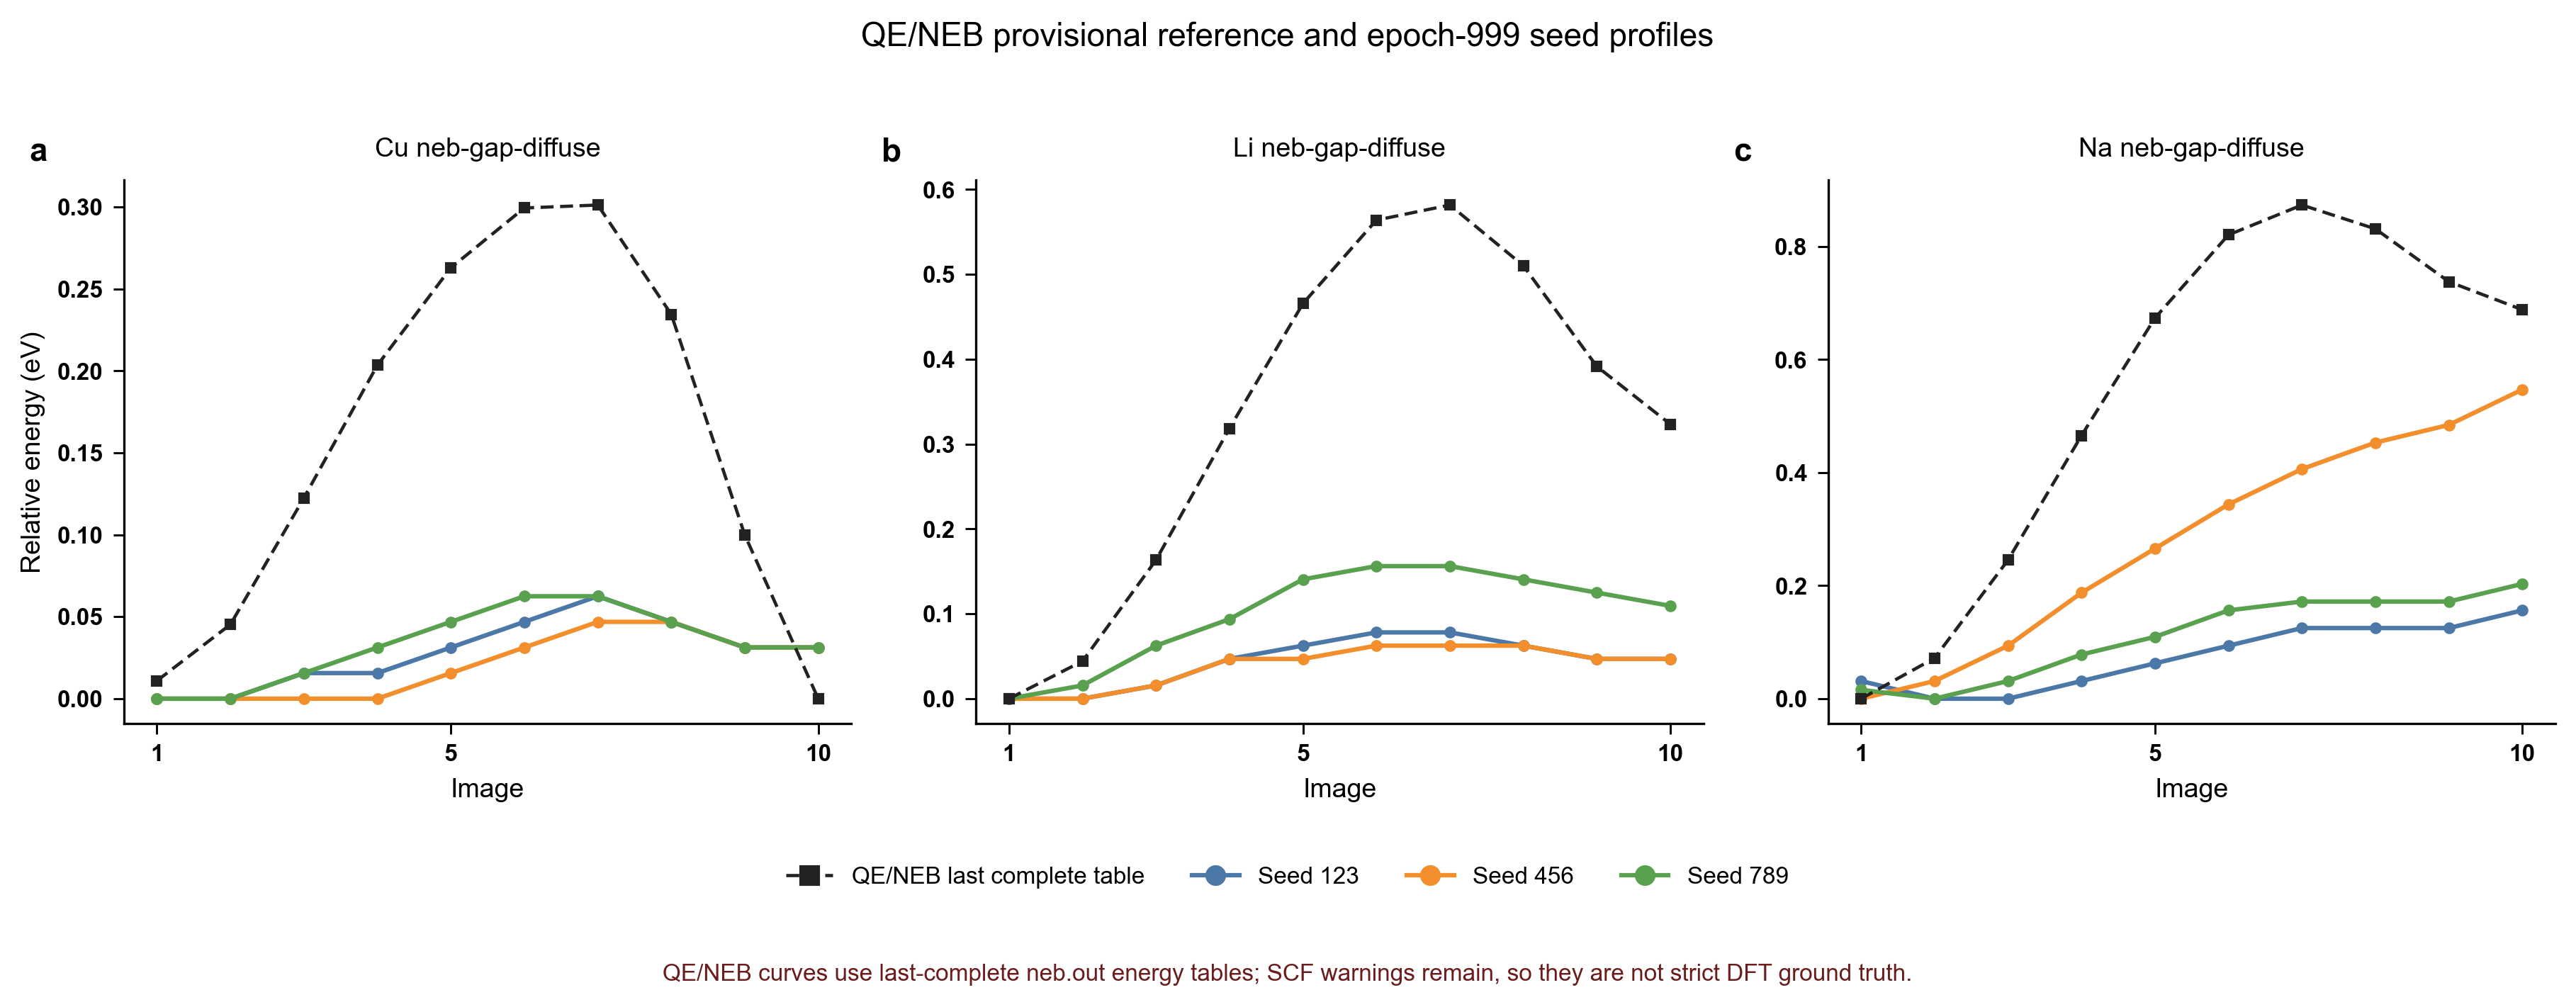 QE/NEB provisional reference and epoch-999 seed profiles
a
Cu neb-gap-diffuse
Relative energy (eV)
0.30
0.25
0.20
0.15
0.10
0.05
0.00
1
5
10
Image
b
Li neb-gap-diffuse
0.6
0.5
0.4
0.3
0.2
0.1
0.0
1
5
10
Image
c
Na neb-gap-diffuse
0.8
0.6
0.4
0.2
0.0
1
5
10
Image
QE/NEB last complete table
Seed 123
Seed 456
Seed 789
QE/NEB curves use last-complete neb.out energy tables; SCF warnings remain, so they are not strict DFT ground truth.